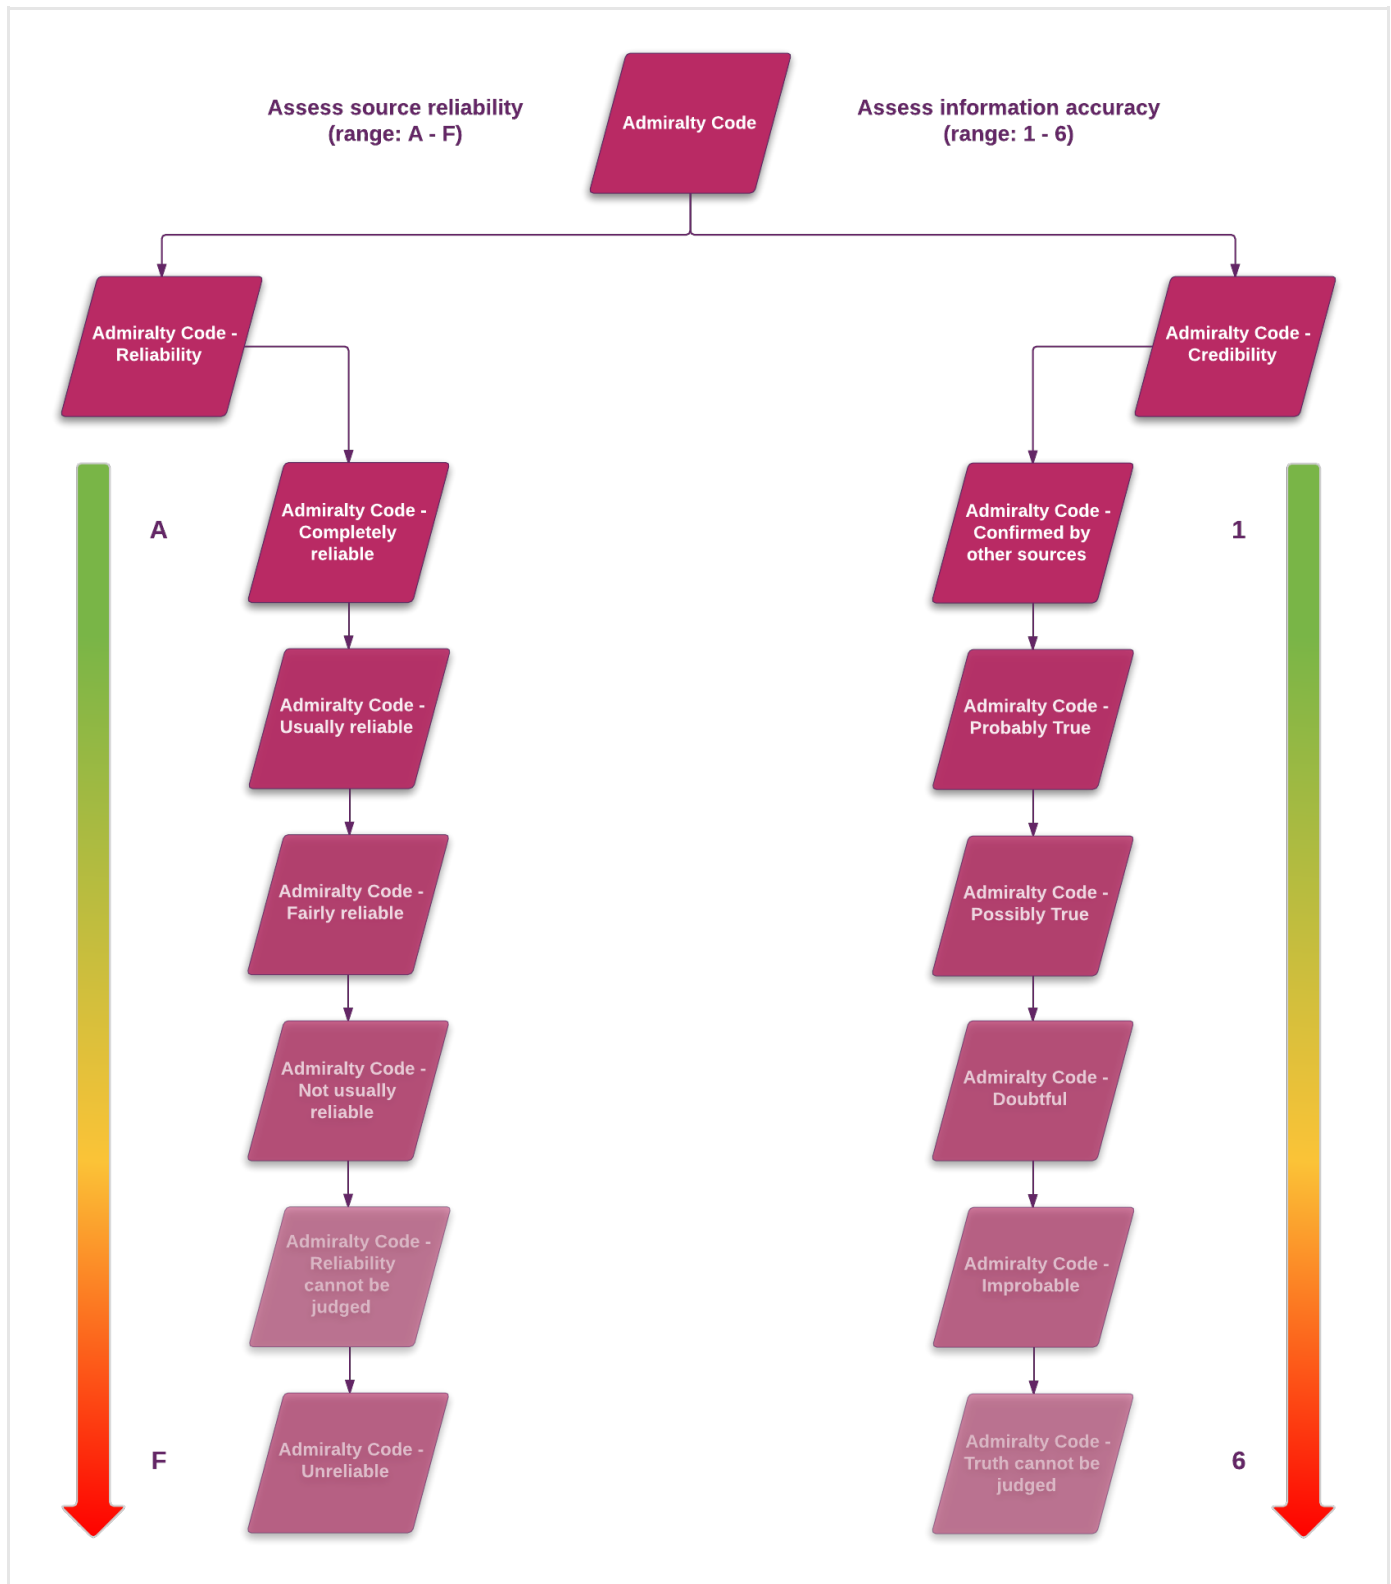 Assess source reliability
(range: A - F)
Admiralty Code
Assess information accuracy
(range: 1 - 6)
Admiralty Code -
Reliability
Admiralty Code -
Credibility
A
Admiralty Code -
Completely
reliable
Admiralty Code -
Confirmed by
other sources
1
Admiralty Code -
Usually reliable
Admiralty Code -
Probably True
Admiralty Code -
Fairly reliable
Admiralty Code -
Possibly True
Admiralty Code -
Not usually
reliable
Admiralty Code -
Doubtful
Admiralty Code -
Reliability
cannot be
judged
Admiralty Code -
Improbable
F
Admiralty Code -
Unreliable
Admiralty Code -
Truth cannot be
judged
6